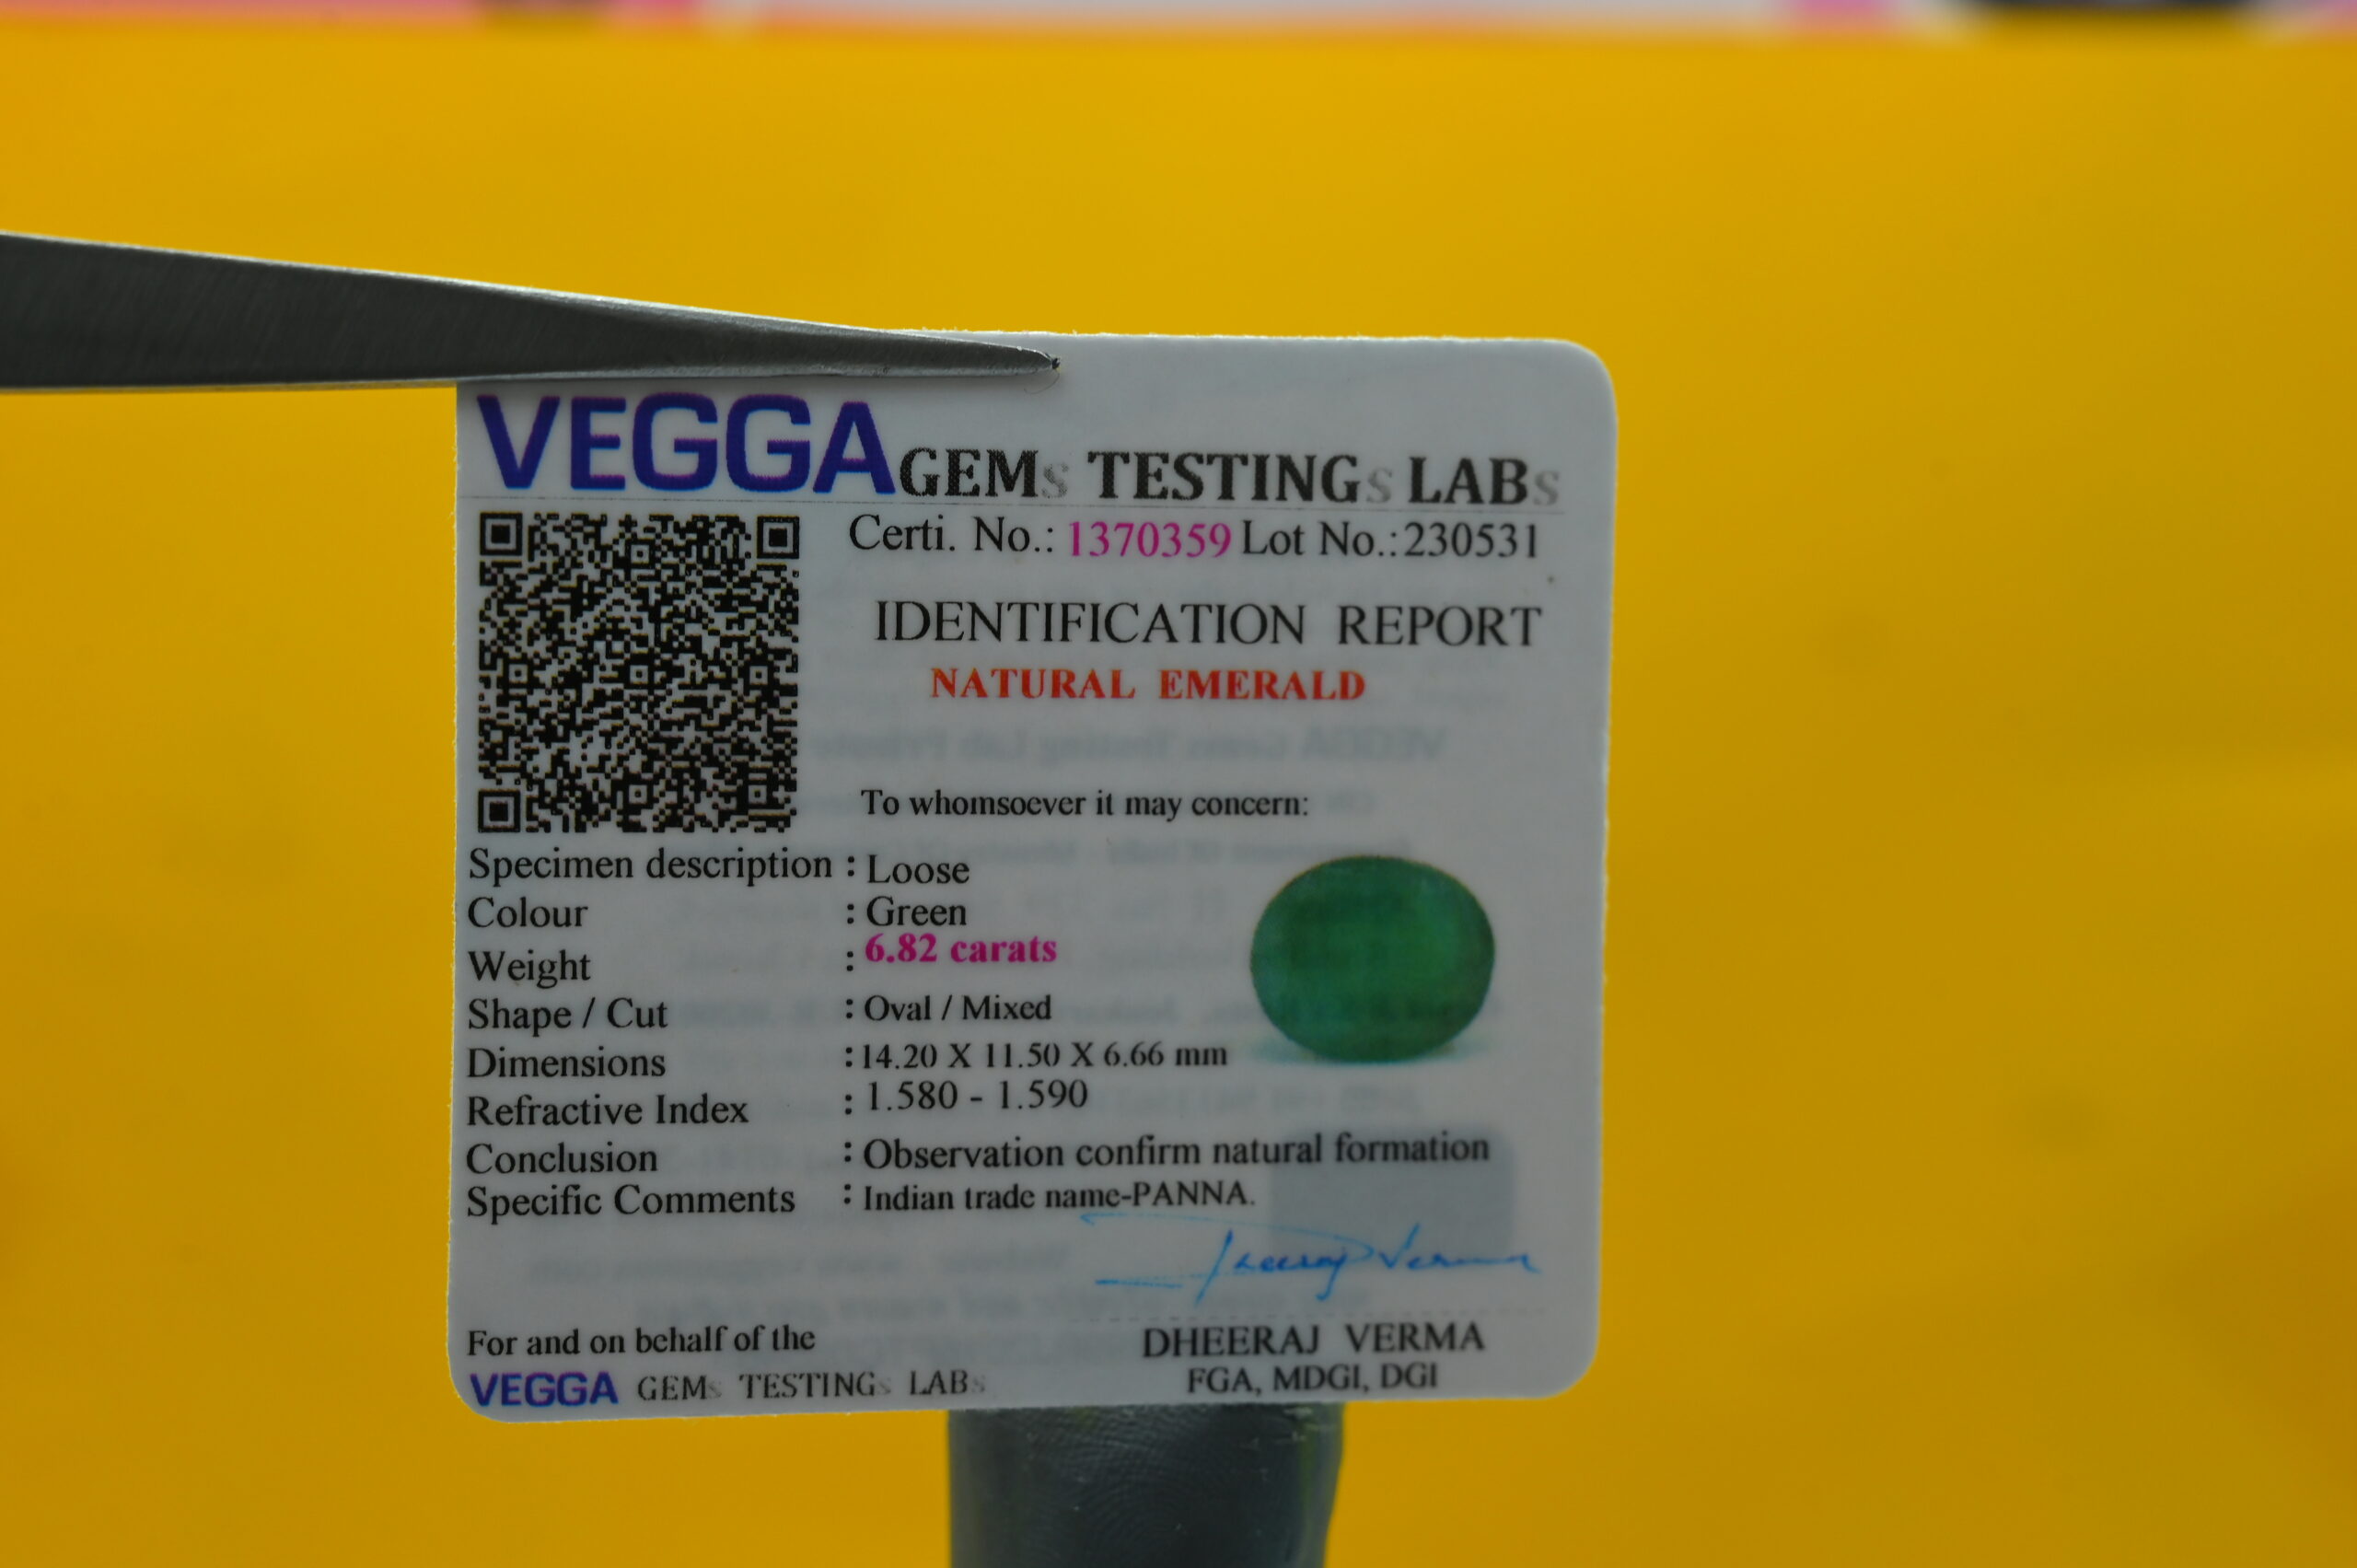 VEGGA GEMs TESTINGs LABs
Certi. No.: 1370359 Lot No.:230531
IDENTIFICATION REPORT
NATURAL EMERALD
To whomsoever it may concern:
Specimen description : Loose
Colour : Green
Weight : 6.82 carats
Shape / Cut : Oval / Mixed
Dimensions : 14.20 X 11.50 X 6.66 mm
Refractive Index : 1.580 - 1.590
Conclusion : Observation confirm natural formation
Specific Comments : Indian trade name-PANNA.
Dheeraj Verma
For and on behalf of the
VEGGA GEMs TESTINGs LABs
DHEERAJ VERMA
FGA, MDGI, DGI